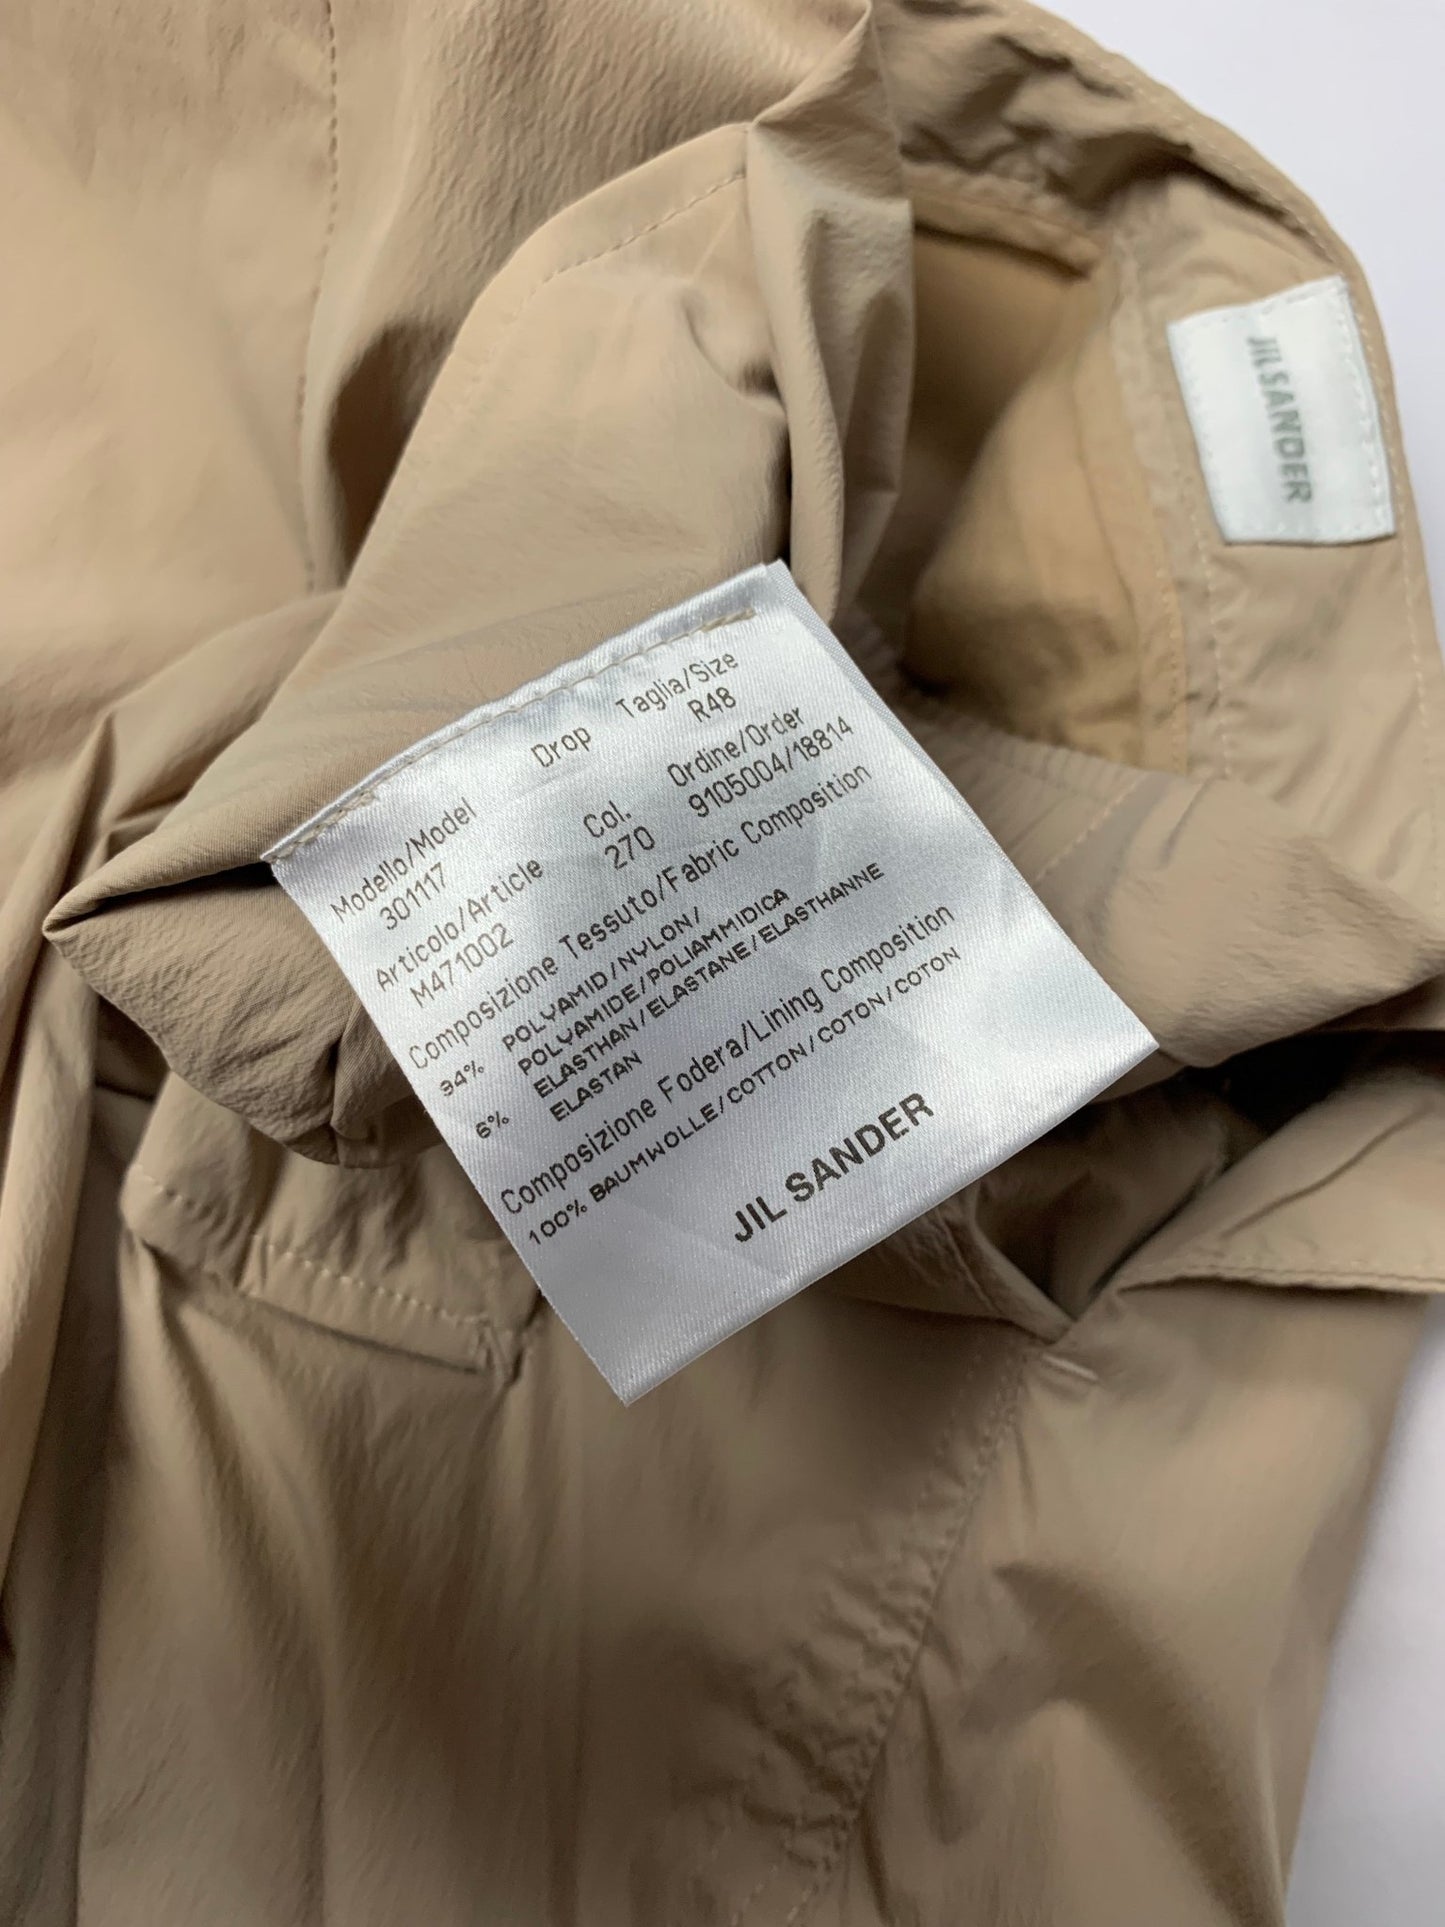 JIL SANDER
Modello/Model Drop Taglia/Size
301117 R48
Articolo/Article Col. Ordine/Order
M471002 270 9105004/18814
Composizione Tessuto/Fabric Composition
94% POLYAMID/NYLON/
POLYAMIDE/POLIAMMIDICA
6% ELASTHAN/ELASTANE/ELASTHANNE
ELASTAN
Composizione Fodera/Lining Composition
100% BAUMWOLLE/COTTON/COTON/COTON
JIL SANDER